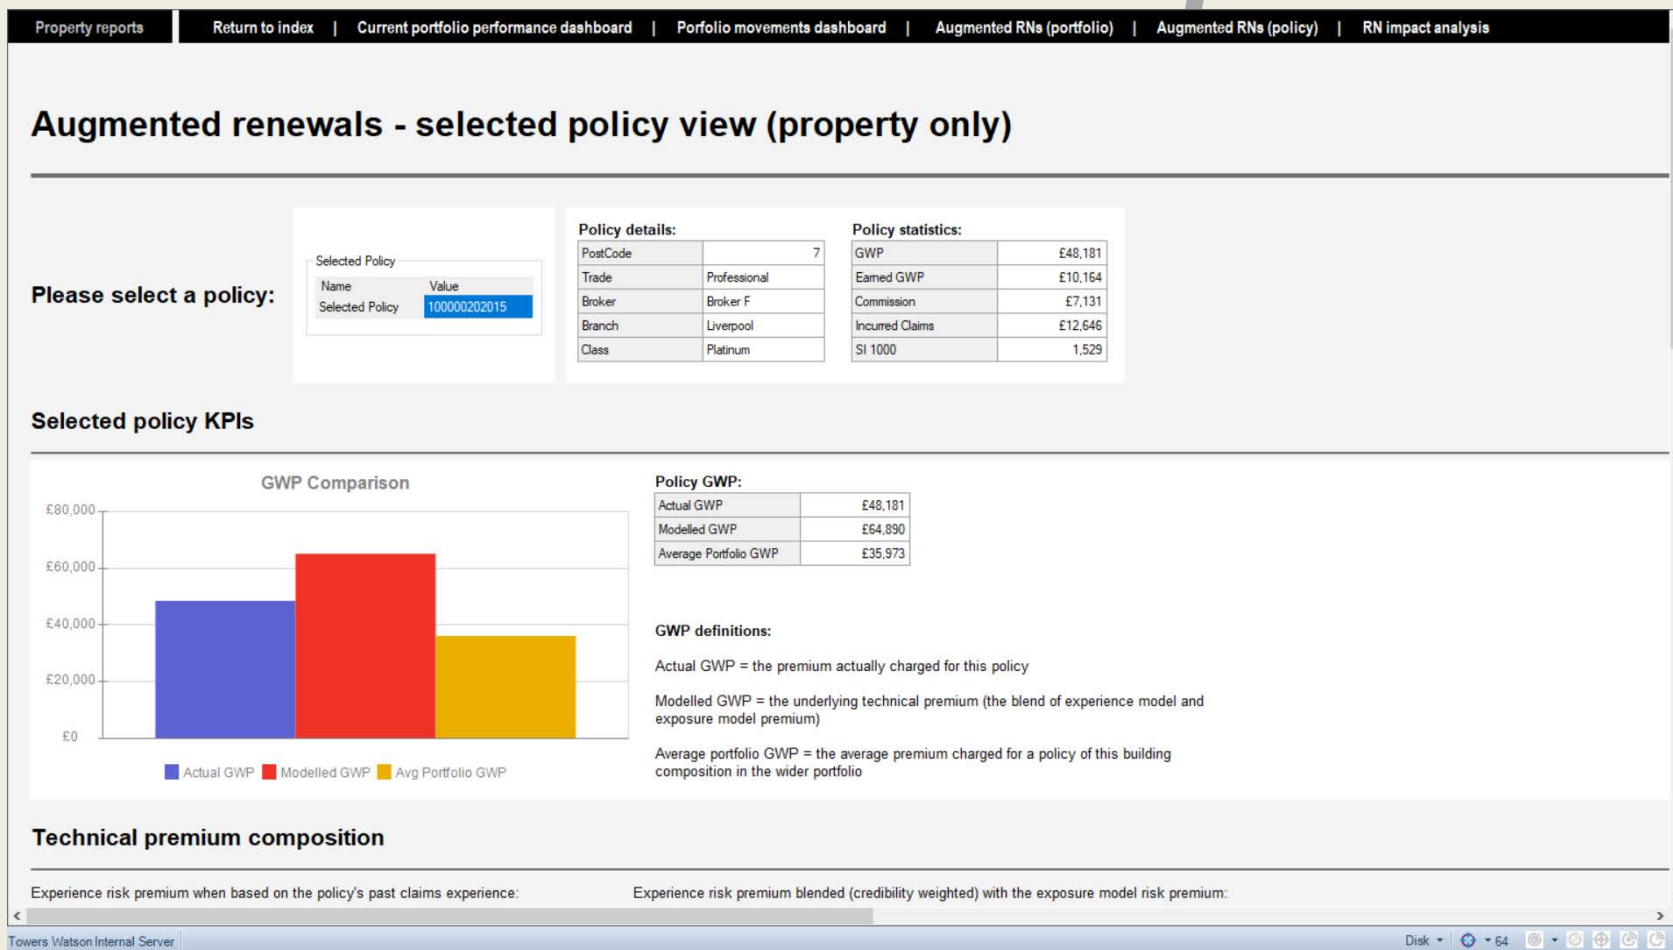 Property reports Return to index | Current portfolio performance dashboard | Porfolio movements dashboard | Augmented RNs (portfolio) | Augmented RNs (policy) | RN impact analysis
Augmented renewals - selected policy view (property only)
Please select a policy:
Selected Policy
Name Value
Selected Policy 100000202015
Policy details:
PostCode 7
Trade Professional
Broker Broker F
Branch Liverpool
Class Platinum
Policy statistics:
GWP £48,181
Earned GWP £10,164
Commission £7,131
Incurred Claims £12,646
SI 1000 1,529
Selected policy KPIs
GWP Comparison
£80,000
£60,000
£40,000
£20,000
£0
Actual GWP Modelled GWP Avg Portfolio GWP
Policy GWP:
Actual GWP £48,181
Modelled GWP £64,890
Average Portfolio GWP £35,973
GWP definitions:
Actual GWP = the premium actually charged for this policy
Modelled GWP = the underlying technical premium (the blend of experience model and
exposure model premium)
Average portfolio GWP = the average premium charged for a policy of this building
composition in the wider portfolio
Technical premium composition
Experience risk premium when based on the policy's past claims experience:
Experience risk premium blended (credibility weighted) with the exposure model risk premium:
Towers Watson Internal Server
Disk 64